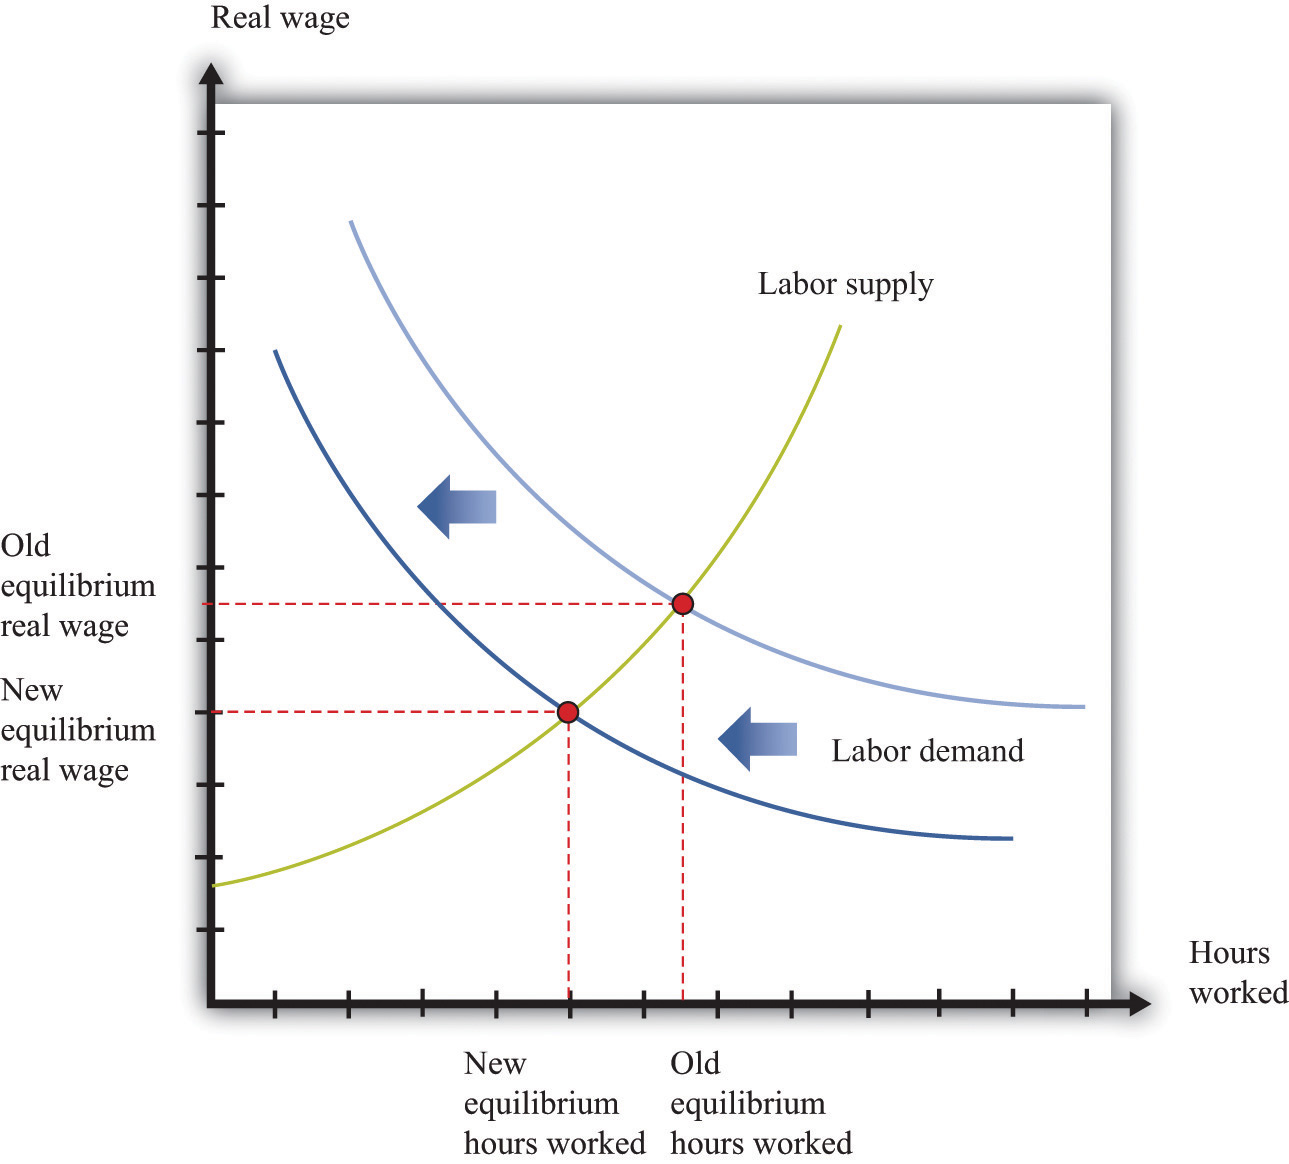 Real wage
Labor supply
Old
equilibrium
real wage
New
equilibrium
real wage
Labor demand
Hours
worked
New
equilibrium
hours worked
Old
equilibrium
hours worked